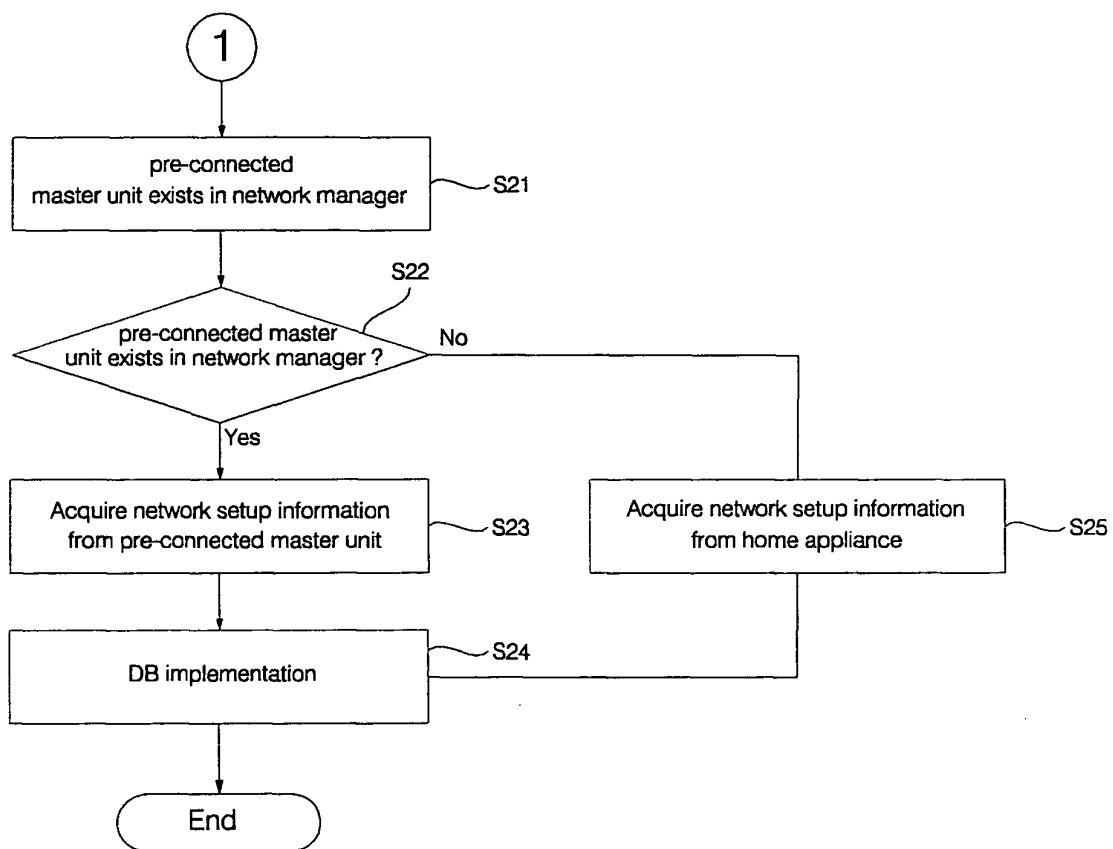 1
pre-connected
master unit exists in network manager
S21
S22
pre-connected master
unit exists in network manager ?
No
Yes
Acquire network setup information
from pre-connected master unit
S23
Acquire network setup information
from home appliance
S25
DB implementation
S24
End